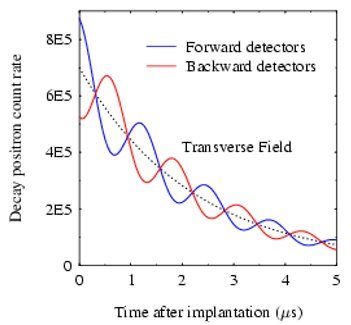 8E5
Forward detectors
Backward detectors
6E5
Decay positron count rate
Transverse Field
4E5
2E5
0
0 1 2 3 4 5
Time after implantation (μs)